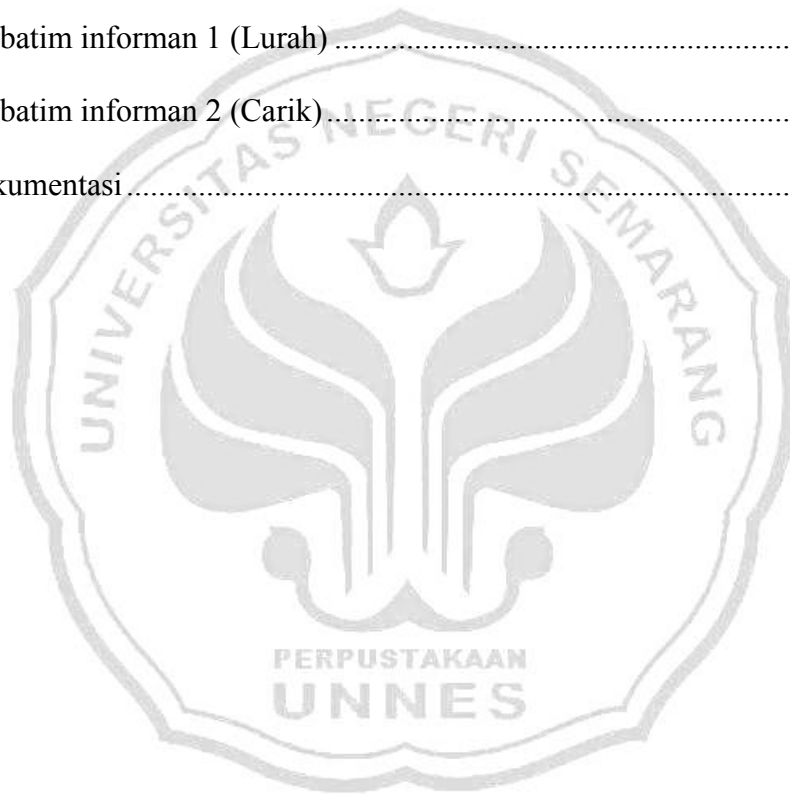 batim informan 1 (Lurah) ............................................................
batim informan 2 (Carik) ............................................................
kumentasi ...................................................................................
UNIVERSITAS NEGERI SEMARANG
PERPUSTAKAAN
UNNES